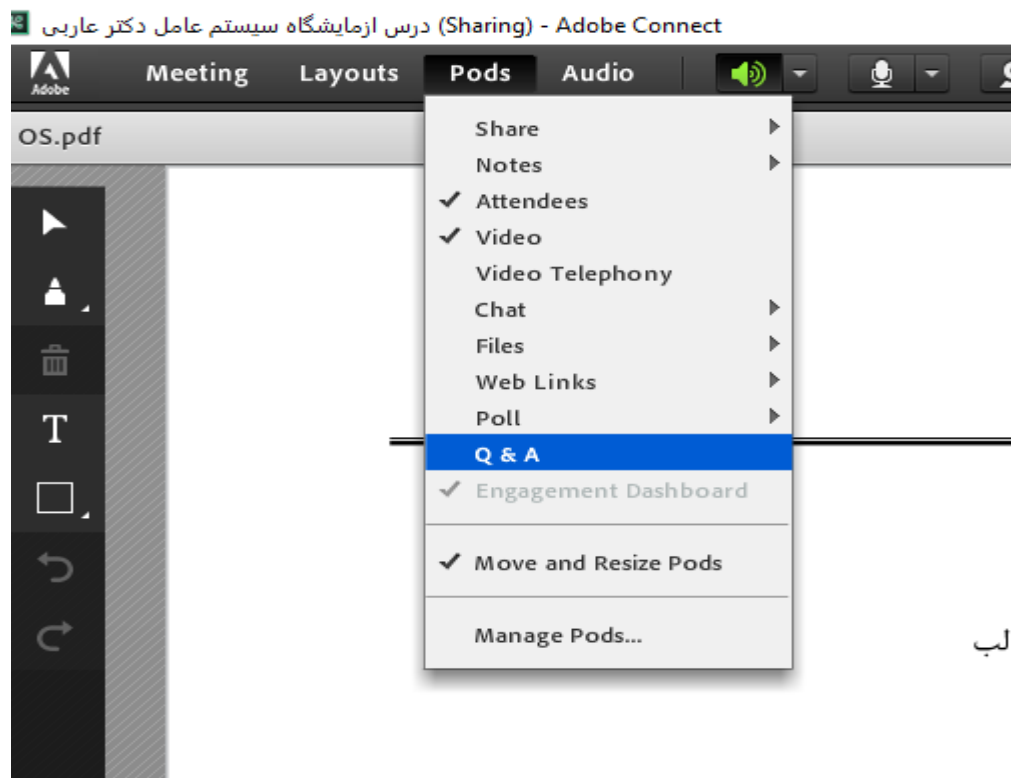 درس ازمایشگاه سیستم عامل دکتر عاربی (Sharing) - Adobe Connect
Adobe
Meeting Layouts Pods Audio
OS.pdf
Share
Notes
Attendees
Video
Video Telephony
Chat
Files
Web Links
Poll
Q & A
Engagement Dashboard
Move and Resize Pods
Manage Pods...
T